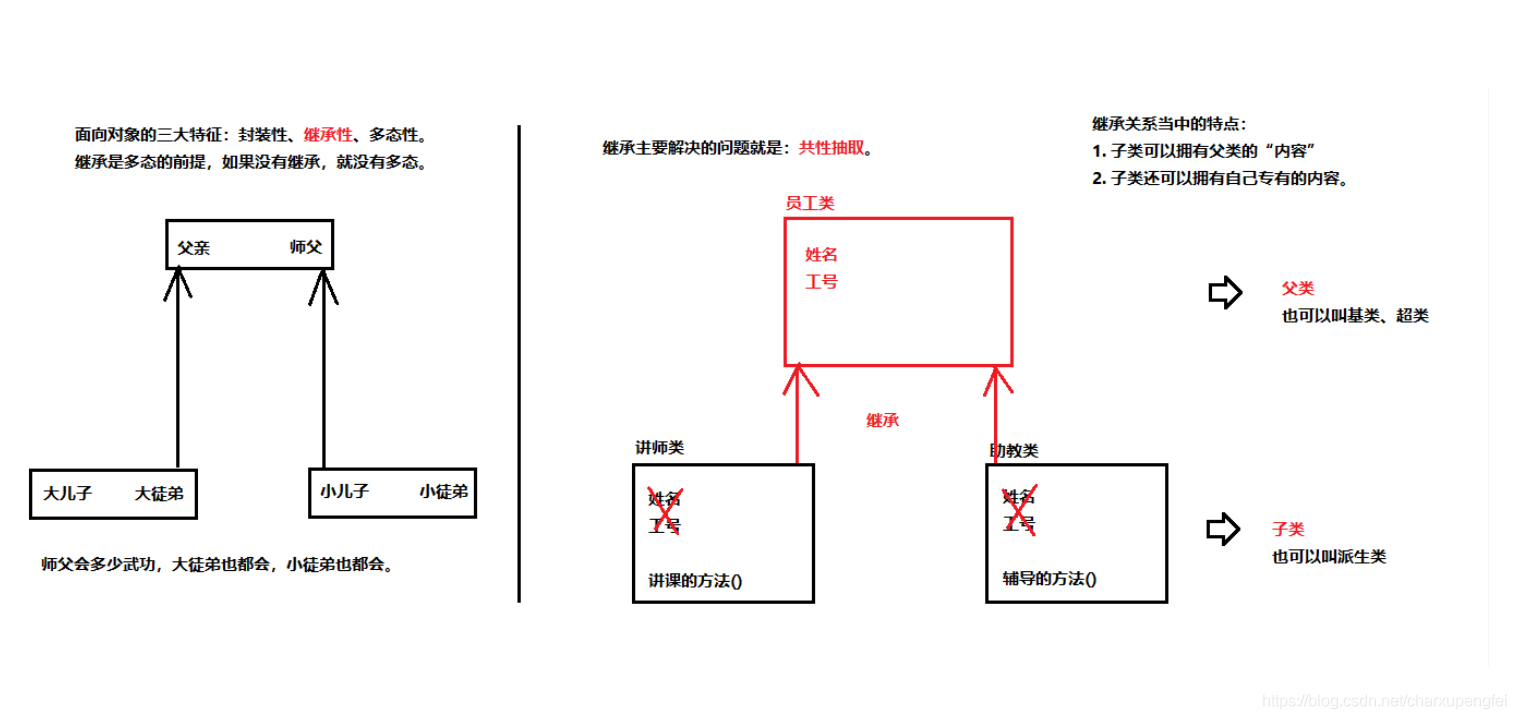 面向对象的三大特征：封装性、继承性、多态性。
继承是多态的前提，如果没有继承，就没有多态。
父亲 师父
大儿子 大徒弟
小儿子 小徒弟
师父会多少武功，大徒弟也都会，小徒弟也都会。
继承主要解决的问题就是：共性抽取。
员工类
姓名
工号
继承
讲师类
姓名
工号
讲课的方法()
助教类
姓名
工号
辅导的方法()
继承关系当中的特点：
1. 子类可以拥有父类的“内容”
2. 子类还可以拥有自己专有的内容。
父类
也可以叫基类、超类
子类
也可以叫派生类
https://blog.csdn.net/charxupengfei